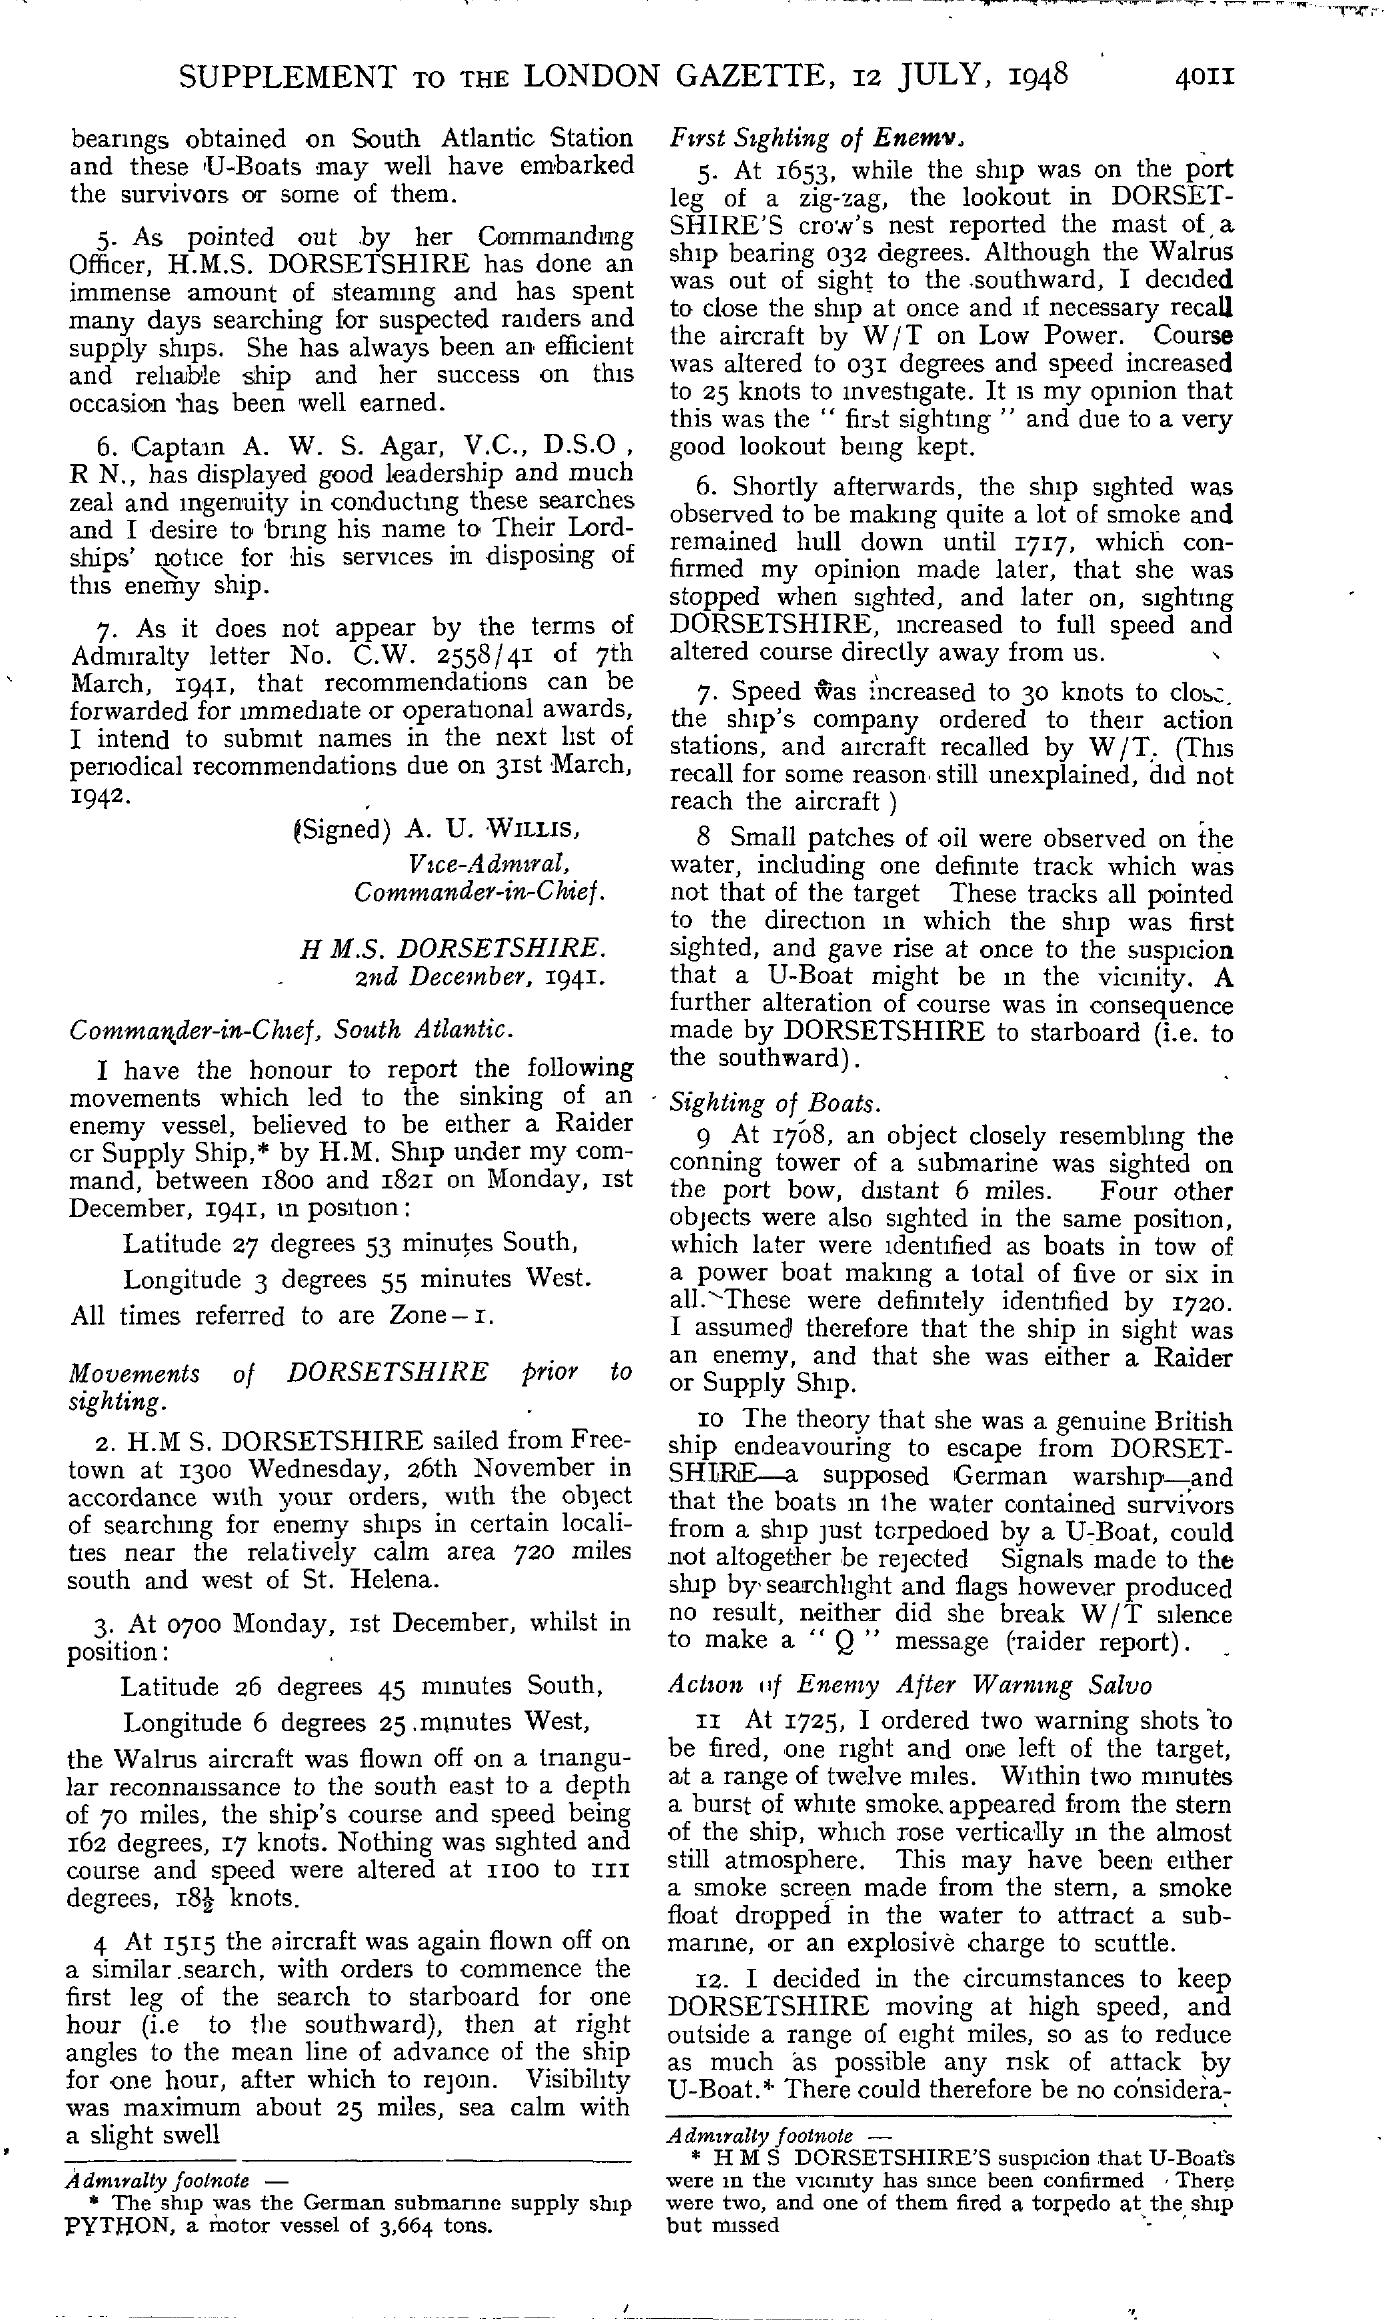 SUPPLEMENT TO THE LONDON GAZETTE, 12 JULY, 1948 4011
bearings obtained on South Atlantic Station
and these U-Boats may well have embarked
the survivors or some of them.
5. As pointed out by her Commanding
Officer, H.M.S. DORSETSHIRE has done an
immense amount of steaming and has spent
many days searching for suspected raiders and
supply ships. She has always been an efficient
and reliable ship and her success on this
occasion has been well earned.
6. Captain A. W. S. Agar, V.C., D.S.O ,
R N., has displayed good leadership and much
zeal and ingenuity in conducting these searches
and I desire to bring his name to Their Lord-
ships' notice for his services in disposing of
this enemy ship.
7. As it does not appear by the terms of
Admiralty letter No. C.W. 2558/41 of 7th
March, 1941, that recommendations can be
forwarded for immediate or operational awards,
I intend to submit names in the next list of
periodical recommendations due on 31st March,
1942.
(Signed) A. U. WILLIS,
Vice-Admiral,
Commander-in-Chief.
H M.S. DORSETSHIRE.
2nd December, 1941.
Commander-in-Chief, South Atlantic.
I have the honour to report the following
movements which led to the sinking of an
enemy vessel, believed to be either a Raider
or Supply Ship,* by H.M. Ship under my com-
mand, between 1800 and 1821 on Monday, 1st
December, 1941, in position:
Latitude 27 degrees 53 minutes South,
Longitude 3 degrees 55 minutes West.
All times referred to are Zone–1.
Movements of DORSETSHIRE prior to
sighting.
2. H.M S. DORSETSHIRE sailed from Free-
town at 1300 Wednesday, 26th November in
accordance with your orders, with the object
of searching for enemy ships in certain locali-
ties near the relatively calm area 720 miles
south and west of St. Helena.
3. At 0700 Monday, 1st December, whilst in
position:
Latitude 26 degrees 45 minutes South,
Longitude 6 degrees 25 minutes West,
the Walrus aircraft was flown off on a triangu-
lar reconnaissance to the south east to a depth
of 70 miles, the ship's course and speed being
162 degrees, 17 knots. Nothing was sighted and
course and speed were altered at 1100 to 111
degrees, 18½ knots.
4 At 1515 the aircraft was again flown off on
a similar search, with orders to commence the
first leg of the search to starboard for one
hour (i.e to the southward), then at right
angles to the mean line of advance of the ship
for one hour, after which to rejoin. Visibility
was maximum about 25 miles, sea calm with
a slight swell
Admiralty footnote —
* The ship was the German submarine supply ship
PYTHON, a motor vessel of 3,664 tons.
First Sighting of Enemy.
5. At 1653, while the ship was on the port
leg of a zig-zag, the lookout in DORSET-
SHIRE'S crow's nest reported the mast of a
ship bearing 032 degrees. Although the Walrus
was out of sight to the southward, I decided
to close the ship at once and if necessary recall
the aircraft by W/T on Low Power. Course
was altered to 031 degrees and speed increased
to 25 knots to investigate. It is my opinion that
this was the " first sighting " and due to a very
good lookout being kept.
6. Shortly afterwards, the ship sighted was
observed to be making quite a lot of smoke and
remained hull down until 1717, which con-
firmed my opinion made later, that she was
stopped when sighted, and later on, sighting
DORSETSHIRE, increased to full speed and
altered course directly away from us.
7. Speed was increased to 30 knots to close,
the ship's company ordered to their action
stations, and aircraft recalled by W/T. (This
recall for some reason still unexplained, did not
reach the aircraft )
8 Small patches of oil were observed on the
water, including one definite track which was
not that of the target These tracks all pointed
to the direction in which the ship was first
sighted, and gave rise at once to the suspicion
that a U-Boat might be in the vicinity. A
further alteration of course was in consequence
made by DORSETSHIRE to starboard (i.e. to
the southward).
Sighting of Boats.
9 At 1708, an object closely resembling the
conning tower of a submarine was sighted on
the port bow, distant 6 miles. Four other
objects were also sighted in the same position,
which later were identified as boats in tow of
a power boat making a total of five or six in
all. These were definitely identified by 1720.
I assumed therefore that the ship in sight was
an enemy, and that she was either a Raider
or Supply Ship.
10 The theory that she was a genuine British
ship endeavouring to escape from DORSET-
SHIRE—a supposed German warship—and
that the boats in the water contained survivors
from a ship just torpedoed by a U-Boat, could
not altogether be rejected Signals made to the
ship by searchlight and flags however produced
no result, neither did she break W/T silence
to make a " Q " message (raider report).
Action of Enemy After Warning Salvo
11 At 1725, I ordered two warning shots to
be fired, one right and one left of the target,
at a range of twelve miles. Within two minutes
a burst of white smoke appeared from the stern
of the ship, which rose vertically in the almost
still atmosphere. This may have been either
a smoke screen made from the stern, a smoke
float dropped in the water to attract a sub-
marine, or an explosive charge to scuttle.
12. I decided in the circumstances to keep
DORSETSHIRE moving at high speed, and
outside a range of eight miles, so as to reduce
as much as possible any risk of attack by
U-Boat.* There could therefore be no considera-
Admiralty footnote —
* H M S DORSETSHIRE'S suspicion that U-Boats
were in the vicinity has since been confirmed There
were two, and one of them fired a torpedo at the ship
but missed